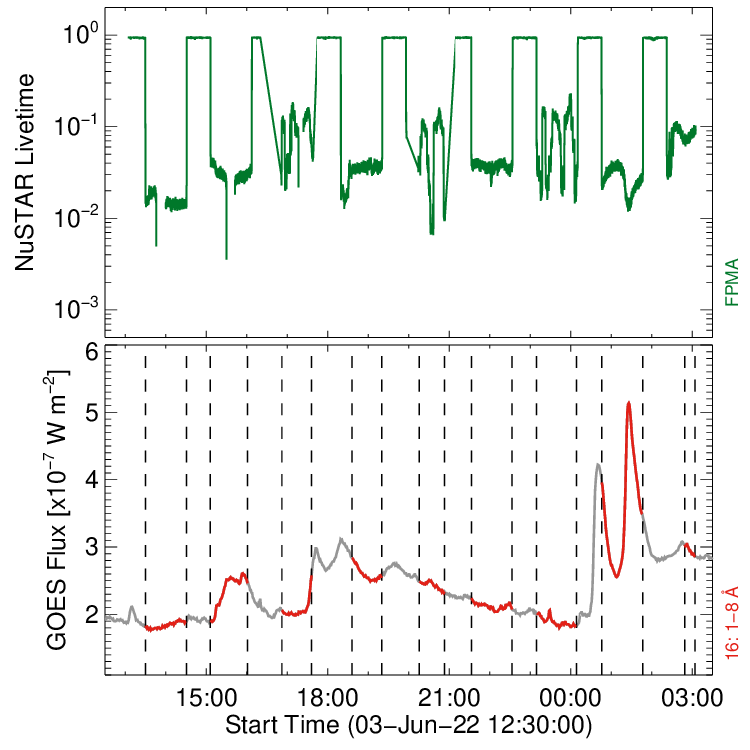 10⁰
10⁻¹
10⁻²
10⁻³
NuSTAR Livetime
FPMA
6
5
4
3
2
GOES Flux [x10⁻⁷ W m⁻²]
16: 1−8 Å
15:00 18:00 21:00 00:00 03:00
Start Time (03−Jun−22 12:30:00)